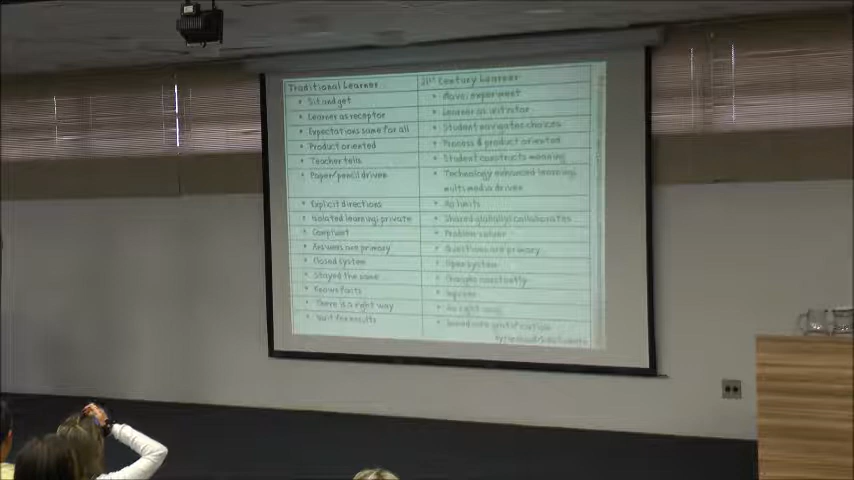 Traditional Learner
21st Century Learner
• Sit and get
• Move, experiment
• Learner as receptor
• Learner as initiator
• Expectations same for all
• Student navigates choices
• Product oriented
• Process & product oriented
• Teacher tells
• Student constructs meaning
• Paper/pencil driven
• Technology enhanced learning;
multimedia driven
• Explicit directions
• No limits
• Isolated learning; private
• Shared globally; collaborates
• Compliant
• Problem solver
• Answers are primary
• Questions are primary
• Closed system
• Open system
• Stayed the same
• Changes constantly
• Knows facts
• There is a right way
• No right way
• Wait for results
• gratification